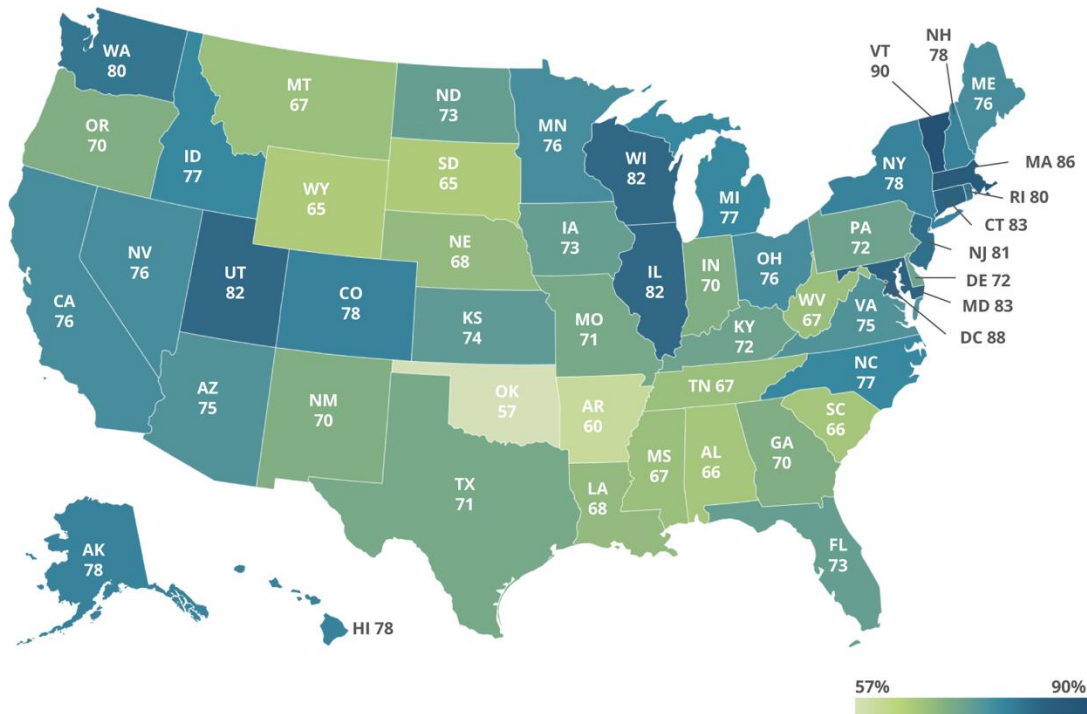 WA
80
OR
70
CA
76
NV
76
ID
77
MT
67
WY
65
UT
82
AZ
75
CO
78
NM
70
ND
73
SD
65
NE
68
KS
74
OK
57
TX
71
MN
76
IA
73
MO
71
AR
60
LA
68
WI
82
IL
82
MI
77
IN
70
OH
76
KY
72
TN 67
MS
67
AL
66
GA
70
FL
73
SC
66
NC
77
VA
75
WV
67
PA
72
NY
78
VT
90
NH
78
ME
76
MA 86
RI 80
CT 83
NJ 81
DE 72
MD 83
DC 88
AK
78
HI 78
57% 90%